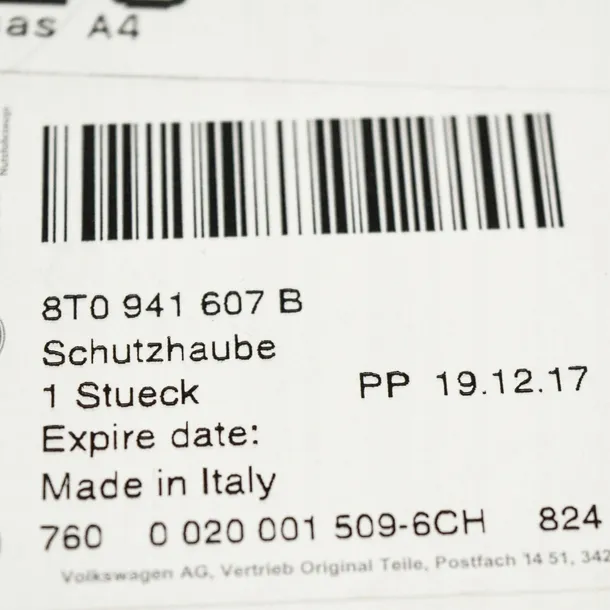 as A4
8T0 941 607 B
Schutzhaube
1 Stueck PP 19.12.17
Expire date:
Made in Italy
760 0 020 001 509-6CH 824
Volkswagen AG, Vertrieb Original Teile, Postfach 14 51, 342